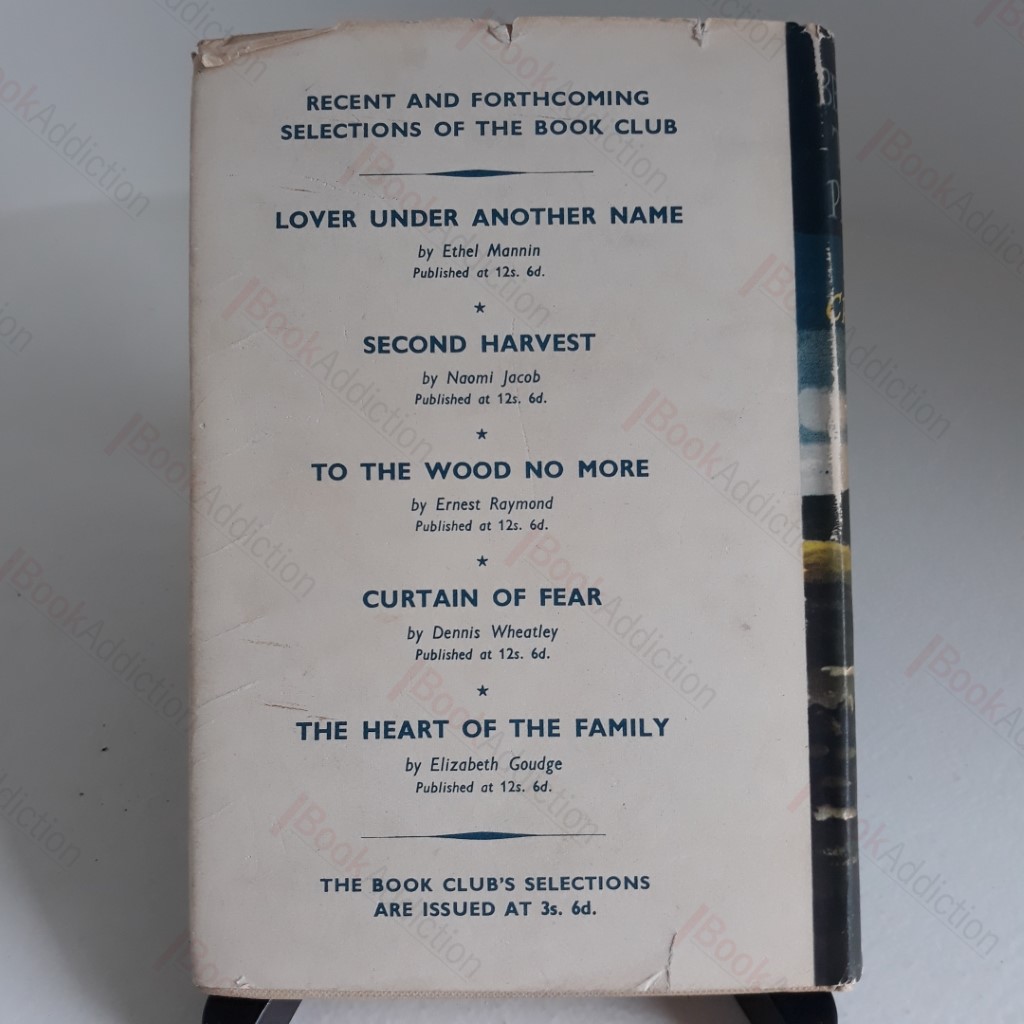 RECENT AND FORTHCOMING
SELECTIONS OF THE BOOK CLUB
LOVER UNDER ANOTHER NAME
by Ethel Mannin
Published at 12s. 6d.
SECOND HARVEST
by Naomi Jacob
Published at 12s. 6d.
TO THE WOOD NO MORE
by Ernest Raymond
Published at 12s. 6d.
CURTAIN OF FEAR
by Dennis Wheatley
Published at 12s. 6d.
THE HEART OF THE FAMILY
by Elizabeth Goudge
Published at 12s. 6d.
THE BOOK CLUB'S SELECTIONS
ARE ISSUED AT 3s. 6d.
BookAddiction